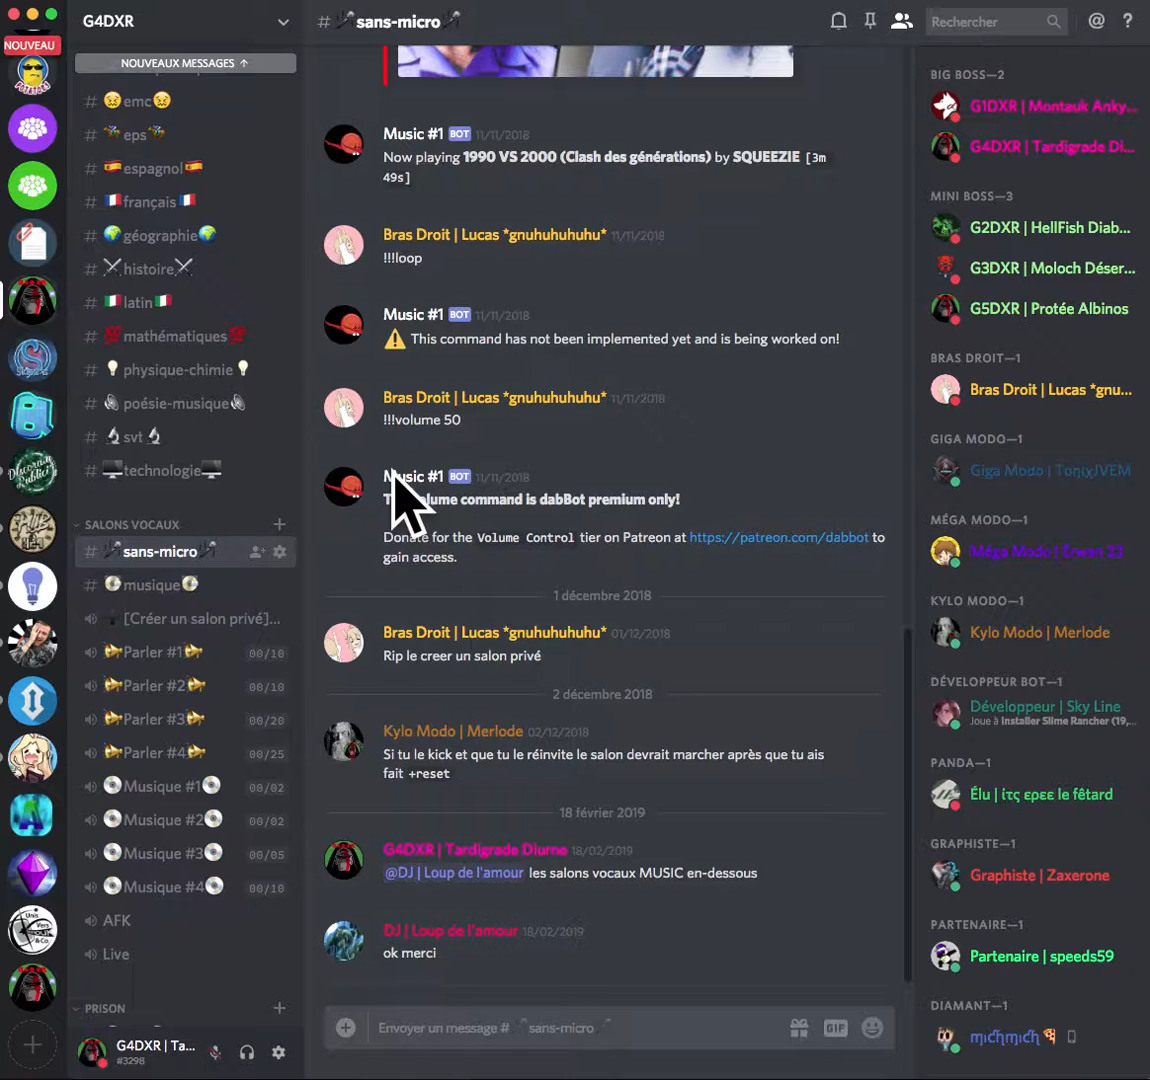 NOUVEAU
G4DXR
NOUVEAUX MESSAGES ↑
# emc
# eps
# espagnol
# français
# géographie
# histoire
# latin
# mathématiques
# physique-chimie
# poésie-musique
# svt
# technologie
SALONS VOCAUX
# sans-micro
# musique
[Créer un salon privé]...
Parler #1 00/10
Parler #2 00/10
Parler #3 00/20
Parler #4 00/25
Musique #1 00/02
Musique #2 00/02
Musique #3 00/05
Musique #4 00/10
AFK
Live
PRISON
G4DXR | Ta...
#3298
# sans-micro
Rechercher
Music #1 BOT 11/11/2018
Now playing 1990 VS 2000 (Clash des générations) by SQUEEZIE [3m
49s]
Bras Droit | Lucas *gnuhuhuhuhu* 11/11/2018
!!!loop
Music #1 BOT 11/11/2018
This command has not been implemented yet and is being worked on!
Bras Droit | Lucas *gnuhuhuhuhu* 11/11/2018
!!!volume 50
Music #1 BOT 11/11/2018
volume command is dabBot premium only!
Donate for the Volume Control tier on Patreon at https://patreon.com/dabbot to
gain access.
1 décembre 2018
Bras Droit | Lucas *gnuhuhuhuhu* 01/12/2018
Rip le creer un salon privé
2 décembre 2018
Kylo Modo | Merlode 02/12/2018
Si tu le kick et que tu le réinvite le salon devrait marcher après que tu ais
fait +reset
18 février 2019
G4DXR | Tardigrade Diurne 18/02/2019
@DJ | Loup de l'amour les salons vocaux MUSIC en-dessous
DJ | Loup de l'amour 18/02/2019
ok merci
Envoyer un message # sans-micro
GIF
BIG BOSS—2
G1DXR | Montauk Anky...
G4DXR | Tardigrade Di...
MINI BOSS—3
G2DXR | HellFish Diab...
G3DXR | Moloch Déser...
G5DXR | Protée Albinos
BRAS DROIT—1
Bras Droit | Lucas *gnu...
GIGA MODO—1
Giga Modo | ToηίχJVEM
MÉGA MODO—1
Méga Modo | Erwan 23
KYLO MODO—1
Kylo Modo | Merlode
DÉVELOPPEUR BOT—1
Développeur | Sky Line
Joue à Installer Slime Rancher (19,...
PANDA—1
Élu | ίτς ερεε le fêtard
GRAPHISTE—1
Graphiste | Zaxerone
PARTENAIRE—1
Partenaire | speeds59
DIAMANT—1